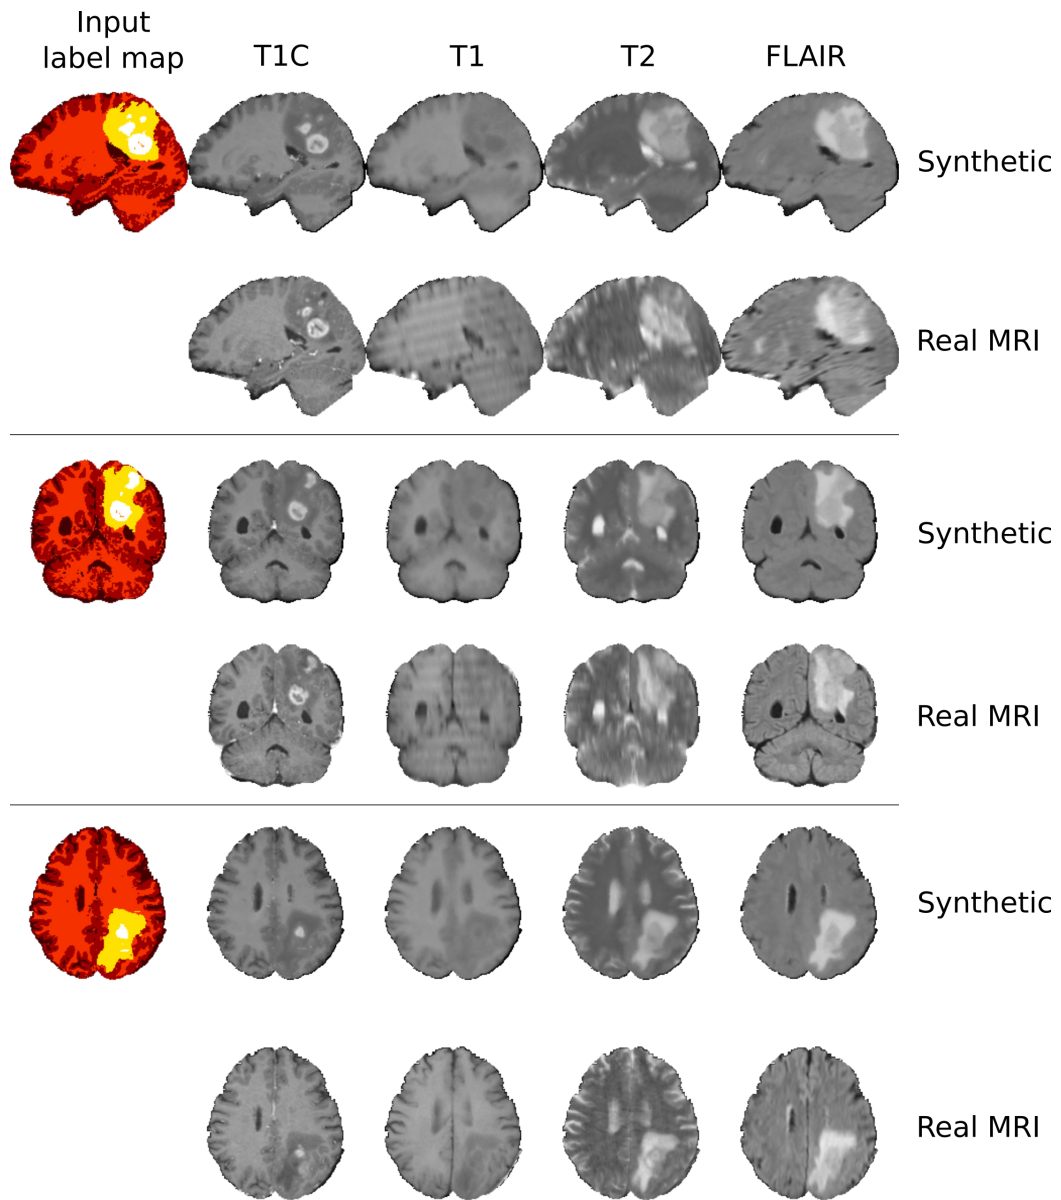 Input
label map
T1C
T1
T2
FLAIR
Synthetic
Real MRI
Synthetic
Real MRI
Synthetic
Real MRI